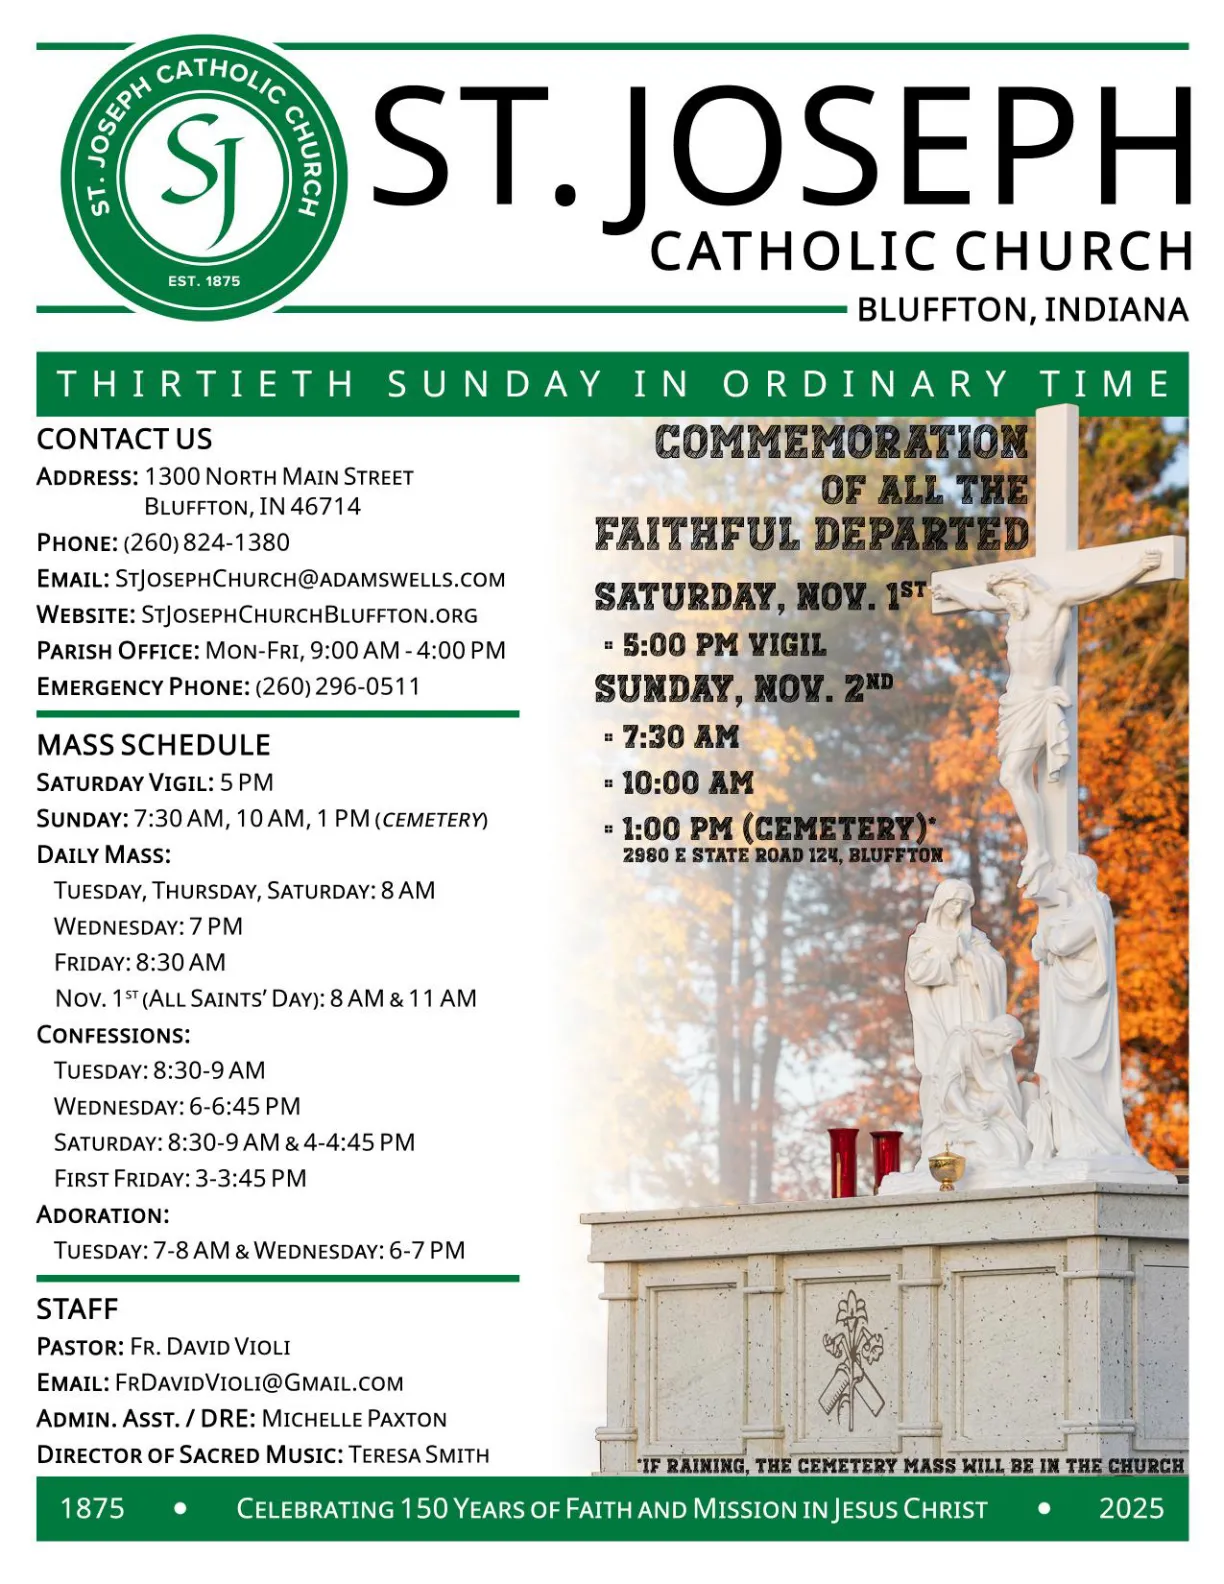 ST. JOSEPH CATHOLIC CHURCH
SJ
EST. 1875
ST. JOSEPH
CATHOLIC CHURCH
BLUFFTON, INDIANA
THIRTIETH SUNDAY IN ORDINARY TIME
CONTACT US
Address: 1300 North Main Street
Bluffton, IN 46714
Phone: (260) 824-1380
Email: StJosephChurch@adamswells.com
Website: StJosephChurchBluffton.org
Parish Office: Mon-Fri, 9:00 AM - 4:00 PM
Emergency Phone: (260) 296-0511
MASS SCHEDULE
Saturday Vigil: 5 PM
Sunday: 7:30 AM, 10 AM, 1 PM (cemetery)
Daily Mass:
Tuesday, Thursday, Saturday: 8 AM
Wednesday: 7 PM
Friday: 8:30 AM
Nov. 1st (All Saints' Day): 8 AM & 11 AM
Confessions:
Tuesday: 8:30-9 AM
Wednesday: 6-6:45 PM
Saturday: 8:30-9 AM & 4-4:45 PM
First Friday: 3-3:45 PM
Adoration:
Tuesday: 7-8 AM & Wednesday: 6-7 PM
STAFF
Pastor: Fr. David Violi
Email: FrDavidVioli@Gmail.com
Admin. Asst. / DRE: Michelle Paxton
Director of Sacred Music: Teresa Smith
COMMEMORATION
OF ALL THE
FAITHFUL DEPARTED
SATURDAY, NOV. 1ST
▪ 5:00 PM VIGIL
SUNDAY, NOV. 2ND
▪ 7:30 AM
▪ 10:00 AM
▪ 1:00 PM (CEMETERY)*
2980 E STATE ROAD 124, BLUFFTON
*IF RAINING, THE CEMETERY MASS WILL BE IN THE CHURCH
1875 • Celebrating 150 Years of Faith and Mission in Jesus Christ • 2025